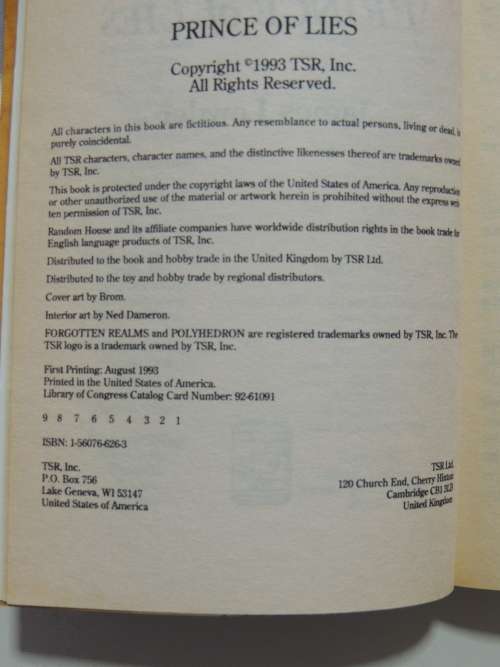 PRINCE OF LIES
Copyright ©1993 TSR, Inc.
All Rights Reserved.
All characters in this book are fictitious. Any resemblance to actual persons, living or dead, is
purely coincidental.
All TSR characters, character names, and the distinctive likenesses thereof are trademarks owned
by TSR, Inc.
This book is protected under the copyright laws of the United States of America. Any reproduction
or other unauthorized use of the material or artwork herein is prohibited without the express writ-
ten permission of TSR, Inc.
Random House and its affiliate companies have worldwide distribution rights in the book trade for
English language products of TSR, Inc.
Distributed to the book and hobby trade in the United Kingdom by TSR Ltd.
Distributed to the toy and hobby trade by regional distributors.
Cover art by Brom.
Interior art by Ned Dameron.
FORGOTTEN REALMS and POLYHEDRON are registered trademarks owned by TSR, Inc. The
TSR logo is a trademark owned by TSR, Inc.
First Printing: August 1993
Printed in the United States of America.
Library of Congress Catalog Card Number: 92-61091
9 8 7 6 5 4 3 2 1
ISBN: 1-56076-626-3
TSR, Inc.
P.O. Box 756
Lake Geneva, WI 53147
United States of America
TSR Ltd.
120 Church End, Cherry Hinton
Cambridge CB1 3LB
United Kingdom